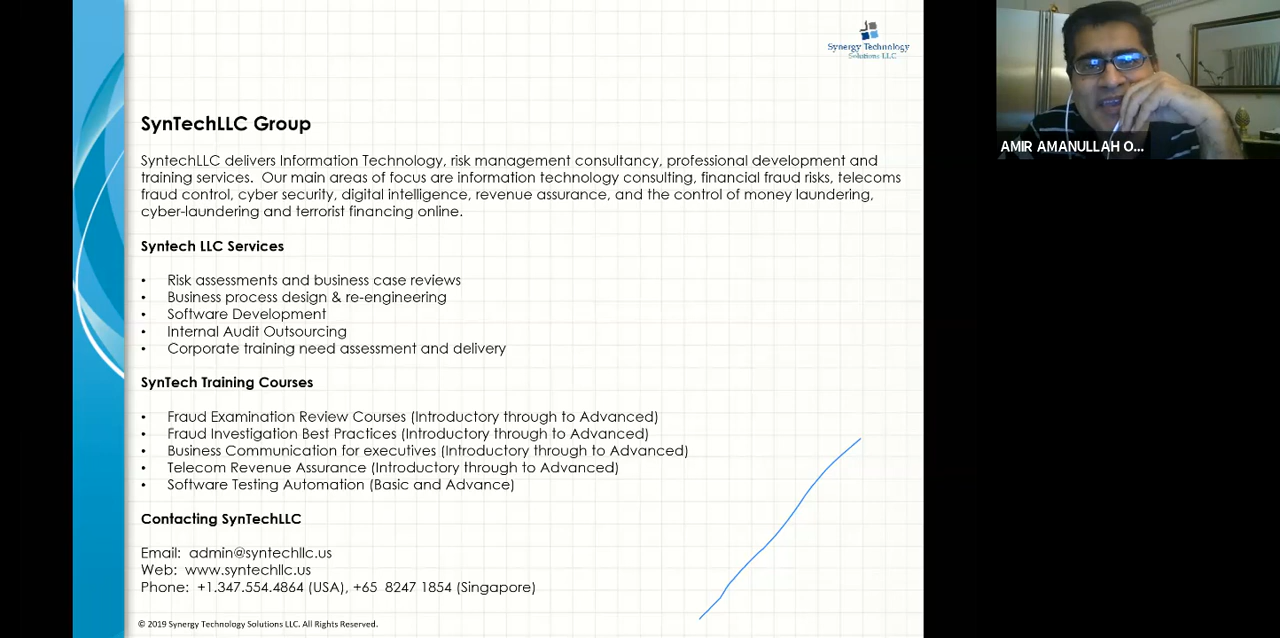 Synergy Technology
Solutions LLC
AMIR AMANULLAH O...
SynTechLLC Group
SyntechLLC delivers Information Technology, risk management consultancy, professional development and
training services. Our main areas of focus are information technology consulting, financial fraud risks, telecoms
fraud control, cyber security, digital intelligence, revenue assurance, and the control of money laundering,
cyber-laundering and terrorist financing online.
Syntech LLC Services
• Risk assessments and business case reviews
• Business process design & re-engineering
• Software Development
• Internal Audit Outsourcing
• Corporate training need assessment and delivery
SynTech Training Courses
• Fraud Examination Review Courses (Introductory through to Advanced)
• Fraud Investigation Best Practices (Introductory through to Advanced)
• Business Communication for executives (Introductory through to Advanced)
• Telecom Revenue Assurance (Introductory through to Advanced)
• Software Testing Automation (Basic and Advance)
Contacting SynTechLLC
Email: admin@syntechllc.us
Web: www.syntechllc.us
Phone: +1.347.554.4864 (USA), +65 8247 1854 (Singapore)
© 2019 Synergy Technology Solutions LLC. All Rights Reserved.